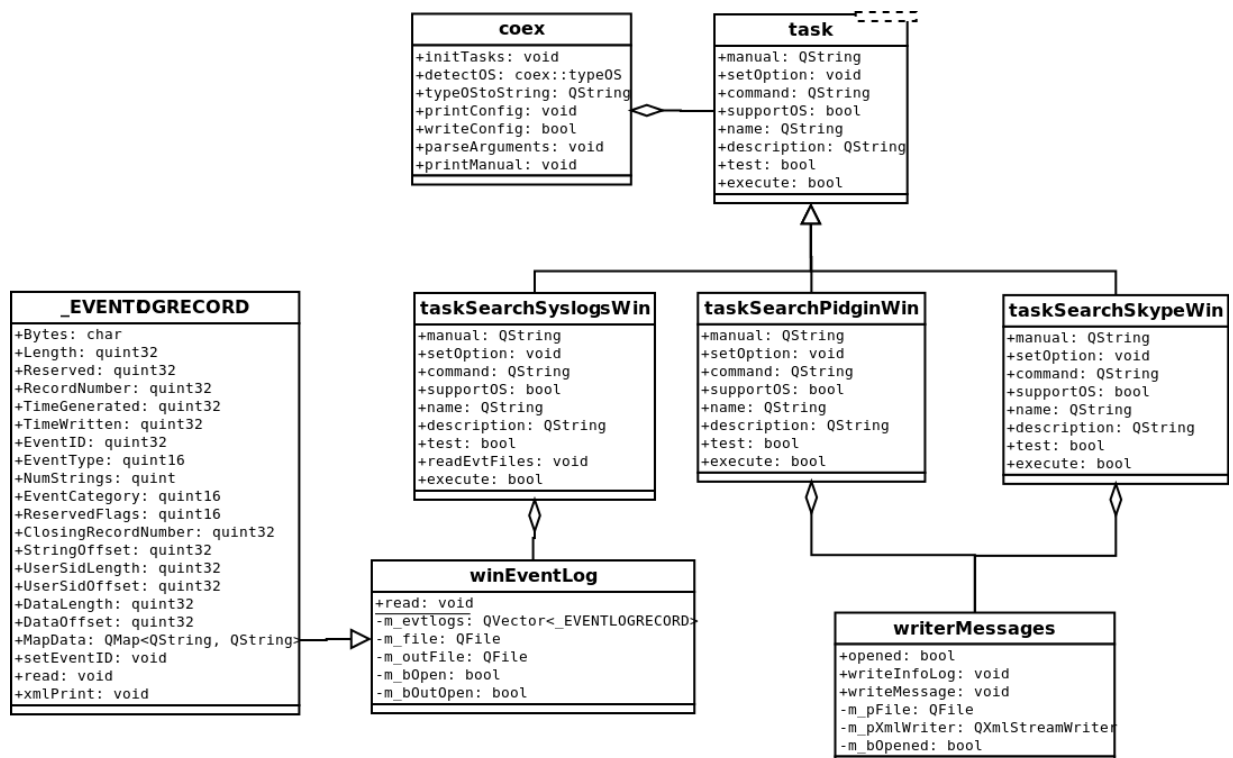 coex
+initTasks: void
+detectOS: coex::typeOS
+typeOStoString: QString
+printConfig: void
+writeConfig: bool
+parseArguments: void
+printManual: void
task
+manual: QString
+setOption: void
+command: QString
+supportOS: bool
+name: QString
+description: QString
+test: bool
+execute: bool
_EVENTLOGRECORD
+Bytes: char
+Length: quint32
+Reserved: quint32
+RecordNumber: quint32
+TimeGenerated: quint32
+TimeWritten: quint32
+EventID: quint32
+EventType: quint16
+NumStrings: quint
+EventCategory: quint16
+ReservedFlags: quint16
+ClosingRecordNumber: quint32
+StringOffset: quint32
+UserSidLength: quint32
+UserSidOffset: quint32
+DataLength: quint32
+DataOffset: quint32
+MapData: QMap<QString, QString>
+setEventID: void
+read: void
+xmlPrint: void
taskSearchSyslogsWin
+manual: QString
+setOption: void
+command: QString
+supportOS: bool
+name: QString
+description: QString
+test: bool
+readEvtFiles: void
+execute: bool
taskSearchPidginWin
+manual: QString
+setOption: void
+command: QString
+supportOS: bool
+name: QString
+description: QString
+test: bool
+execute: bool
taskSearchSkypeWin
+manual: QString
+setOption: void
+command: QString
+supportOS: bool
+name: QString
+description: QString
+test: bool
+execute: bool
winEventLog
+read: void
-m_evtlogs: QVector<_EVENTLOGRECORD>
-m_file: QFile
-m_outFile: QFile
-m_bOpen: bool
-m_bOutOpen: bool
writerMessages
+opened: bool
+writeInfoLog: void
+writeMessage: void
-m_pFile: QFile
-m_pXmlWriter: QXmlStreamWriter
-m_bOpened: bool